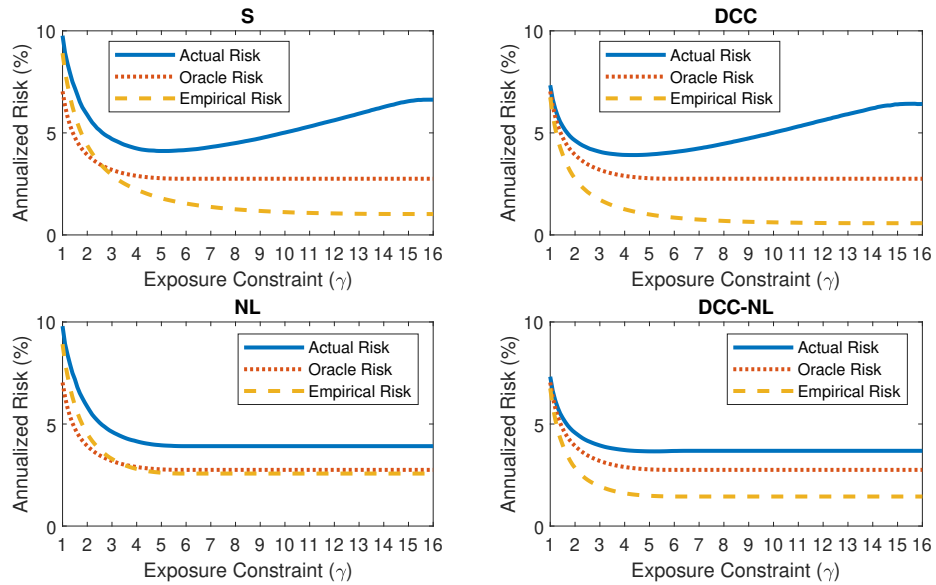 S
10
5
0
Annualized Risk (%)
Actual Risk
Oracle Risk
Empirical Risk
1 2 3 4 5 6 7 8 9 10 11 12 13 14 15 16
Exposure Constraint (γ)
DCC
10
5
0
Annualized Risk (%)
Actual Risk
Oracle Risk
Empirical Risk
1 2 3 4 5 6 7 8 9 10 11 12 13 14 15 16
Exposure Constraint (γ)
NL
10
5
0
Annualized Risk (%)
Actual Risk
Oracle Risk
Empirical Risk
1 2 3 4 5 6 7 8 9 10 11 12 13 14 15 16
Exposure Constraint (γ)
DCC-NL
10
5
0
Annualized Risk (%)
Actual Risk
Oracle Risk
Empirical Risk
1 2 3 4 5 6 7 8 9 10 11 12 13 14 15 16
Exposure Constraint (γ)